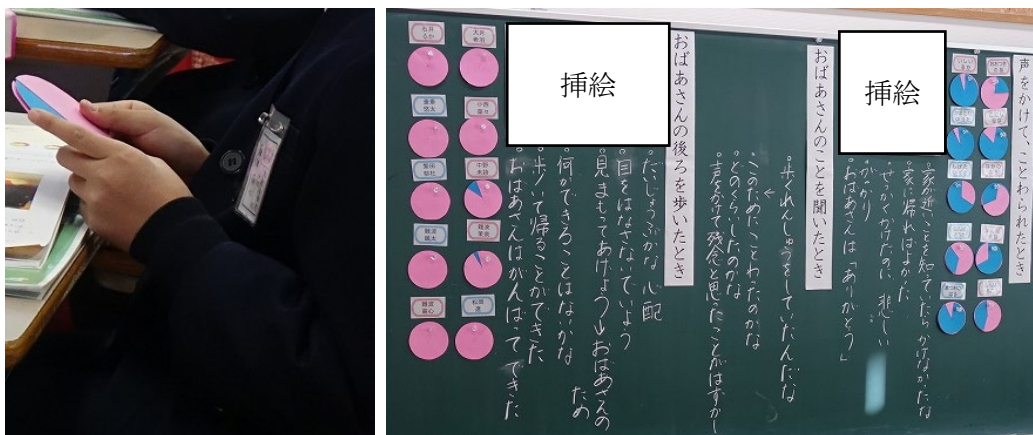 声をかけて、ことわられたとき
挿絵
・家が近いことを知っていたらかけなかったな
・家に帰ればよかった
・せっかくかけたのに 悲しい
がっかり
・おばあさんは「ありがとう」
おばあさんのことを聞いたとき
・歩くれんしゅうをしていたんだな
このためにことわったのかな
・どのくらいしたのかな
・声をかけて残念と思ったことがはずかし
おばあさんの後ろを歩いたとき
挿絵
・だいじょうぶかな 心配
・目をはなさないでいよう
・見まもってあげよう→おばあさんの
ため
・何かできることはないかな
・歩いて帰ることができた
・おばあさんはがんばってできた